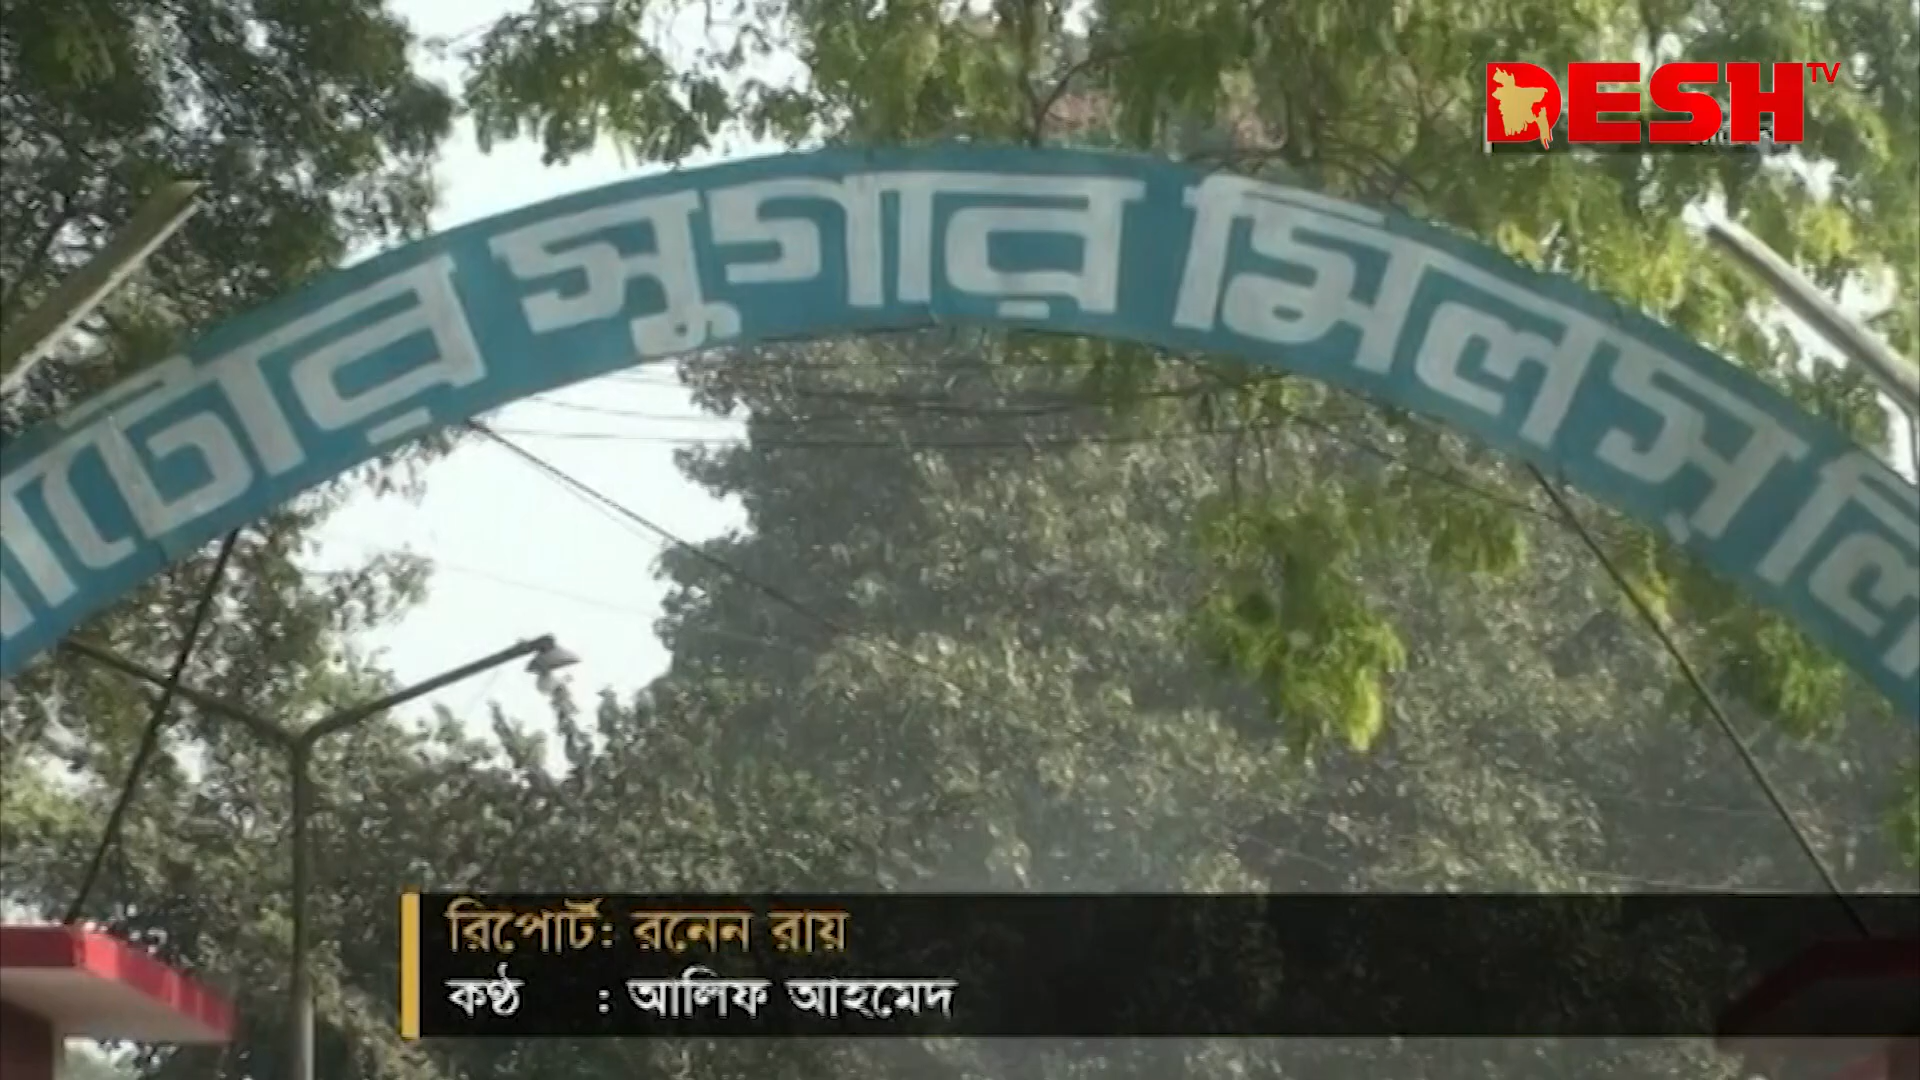 DESH TV
নাটোর সুগার মিলস্ লি
রিপোর্ট: রনেন রায়
কণ্ঠ : আলিফ আহমেদ